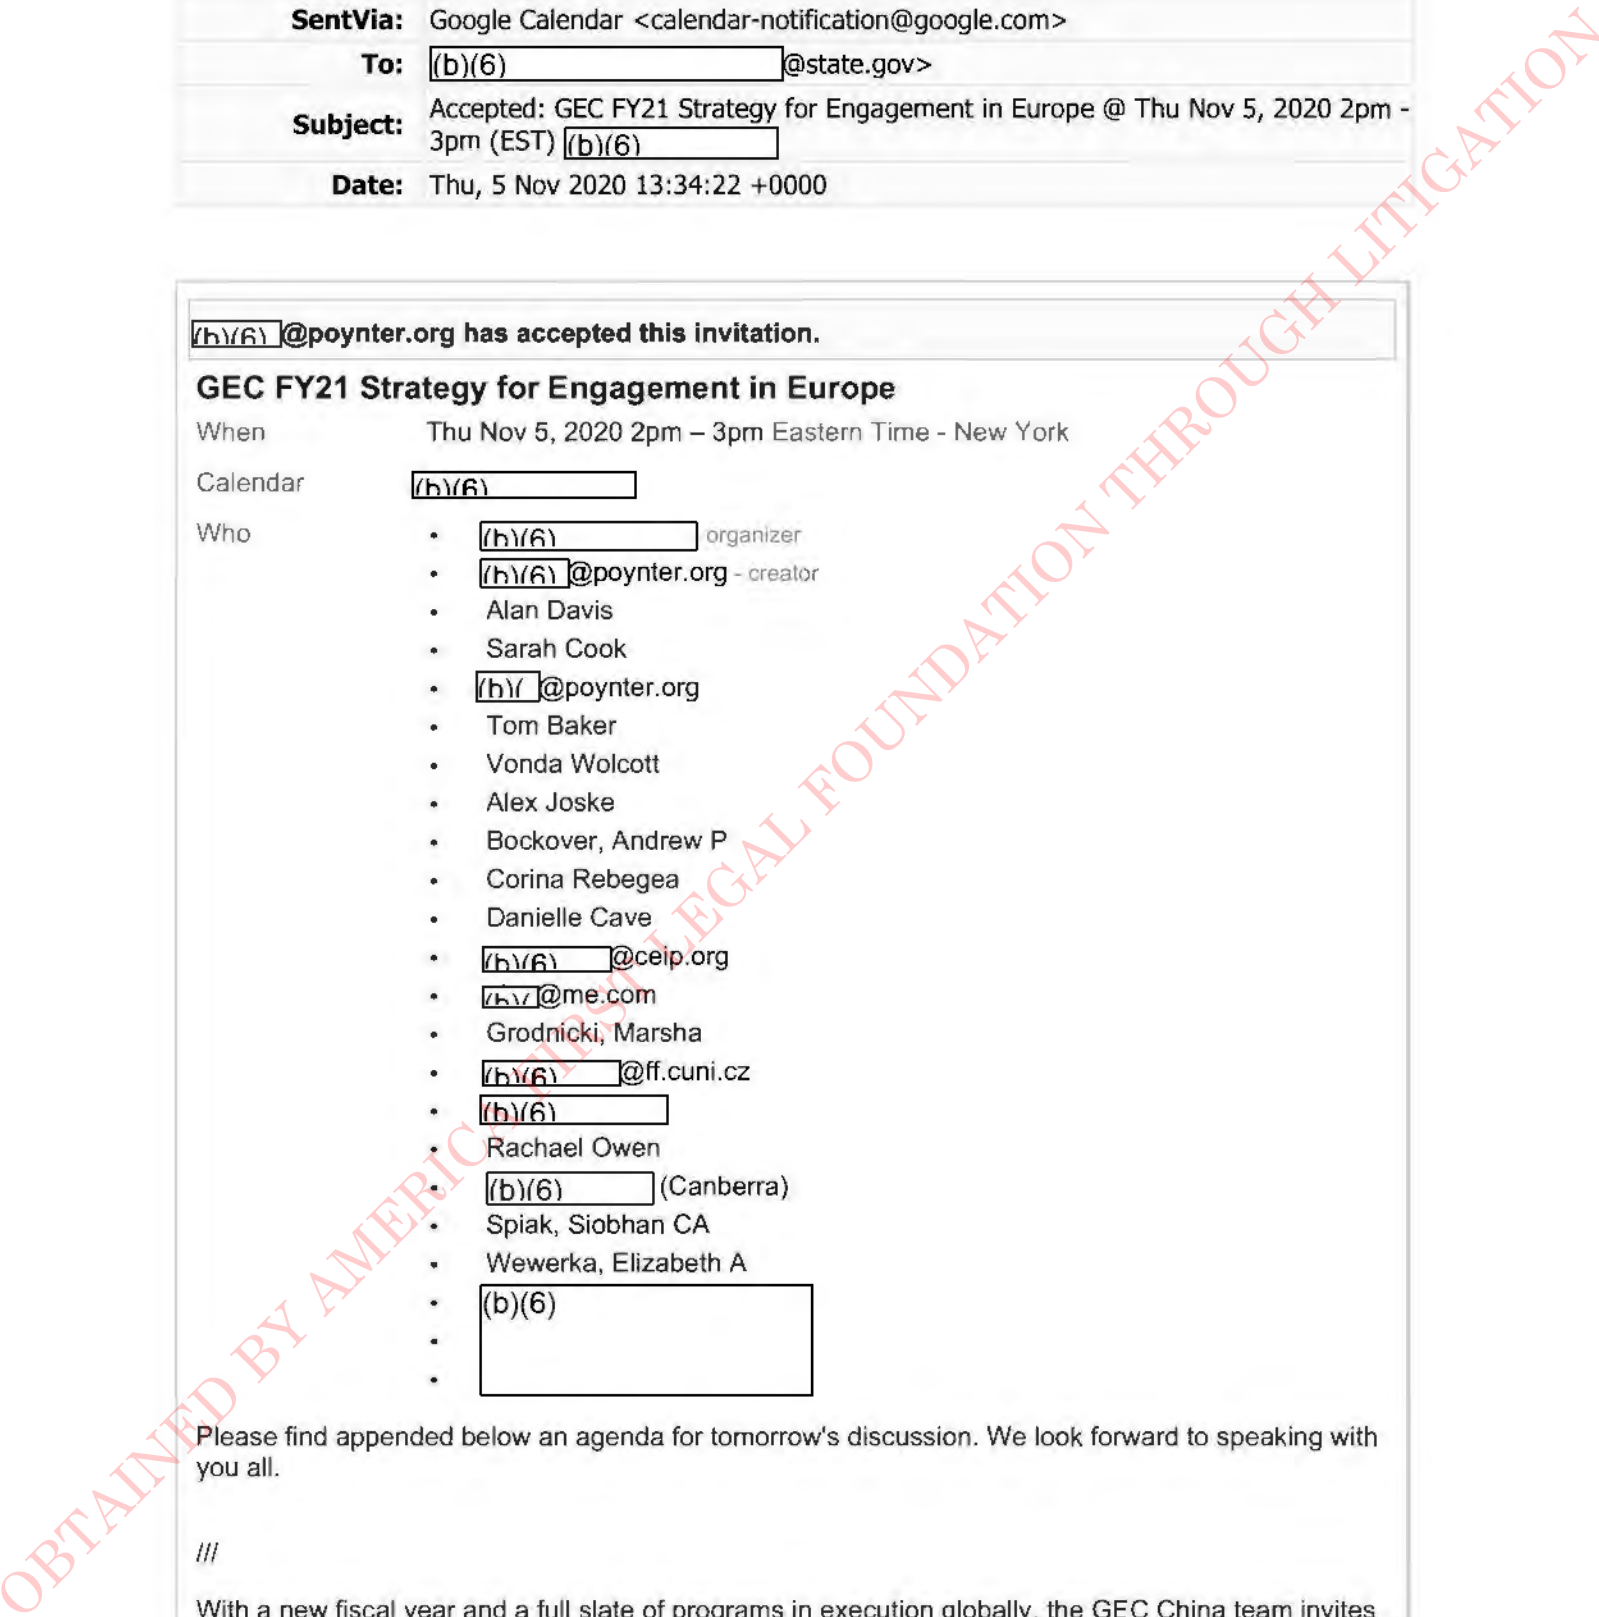 SentVia: Google Calendar <calendar-notification@google.com>
To: (b)(6) @state.gov>
Subject: Accepted: GEC FY21 Strategy for Engagement in Europe @ Thu Nov 5, 2020 2pm -
3pm (EST) (b)(6)
Date: Thu, 5 Nov 2020 13:34:22 +0000
(b)(6) @poynter.org has accepted this invitation.
GEC FY21 Strategy for Engagement in Europe
When Thu Nov 5, 2020 2pm – 3pm Eastern Time - New York
Calendar (b)(6)
Who • (b)(6) organizer
• (b)(6) @poynter.org - creator
• Alan Davis
• Sarah Cook
• (b)( @poynter.org
• Tom Baker
• Vonda Wolcott
• Alex Joske
• Bockover, Andrew P
• Corina Rebegea
• Danielle Cave
• (b)(6) @ceip.org
• (b)( @me.com
• Grodnicki, Marsha
• (b)(6) @ff.cuni.cz
• (b)(6)
• Rachael Owen
• (b)(6) (Canberra)
• Spiak, Siobhan CA
• Wewerka, Elizabeth A
• (b)(6)
•
•
Please find appended below an agenda for tomorrow's discussion. We look forward to speaking with
you all.
///
With a new fiscal year and a full slate of programs in execution globally, the GEC China team invites
OBTAINED BY AMERICA FIRST LEGAL FOUNDATION THROUGH LITIGATION